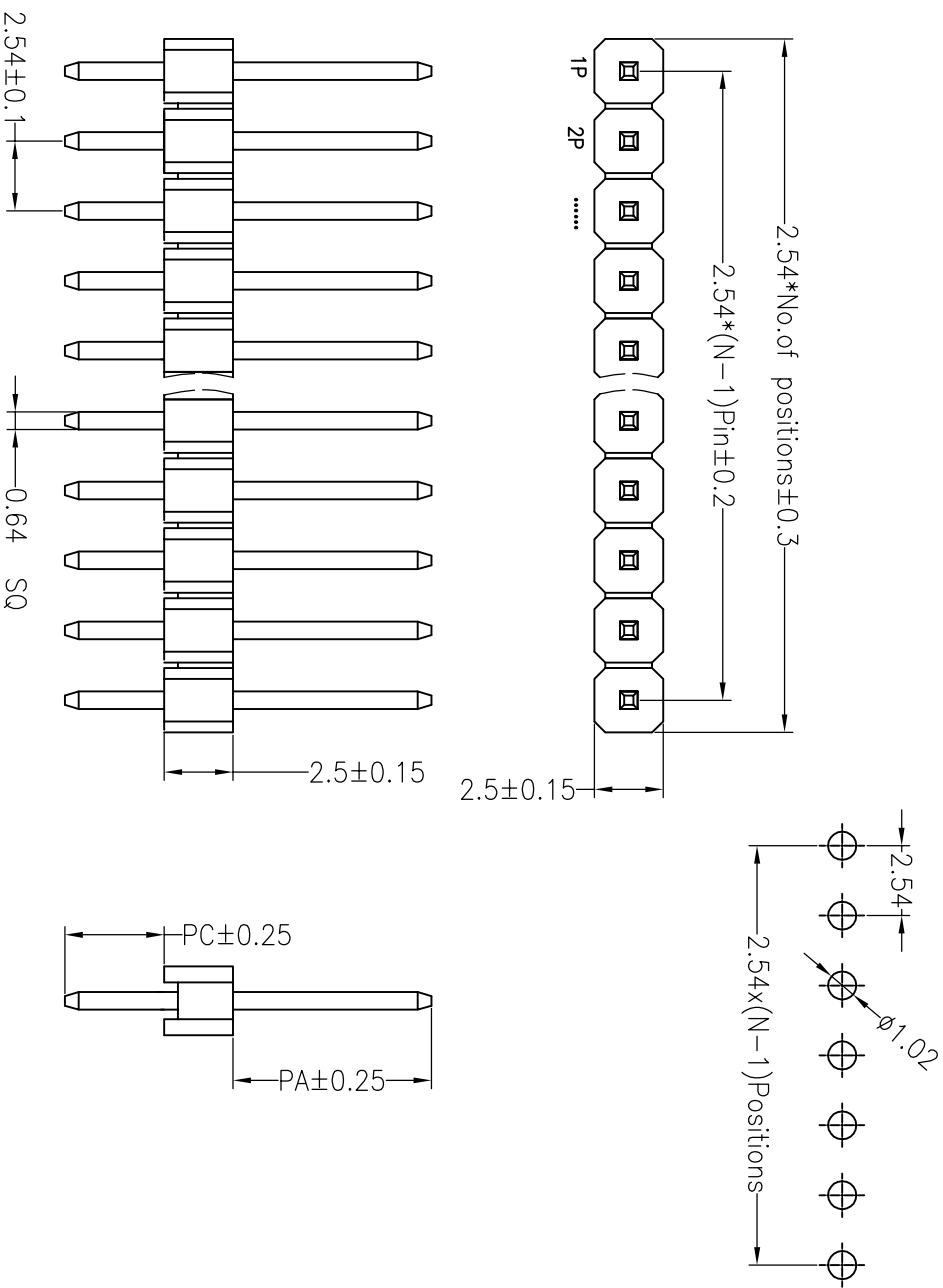 2.54*No.of positions±0.3
2.54*(N-1)Pin±0.2
1P
2P
......
2.5±0.15
2.54±0.1
0.64 SQ
2.5±0.15
2.54
ø1.02
2.54x(N-1)Positions
PC±0.25
PA±0.25